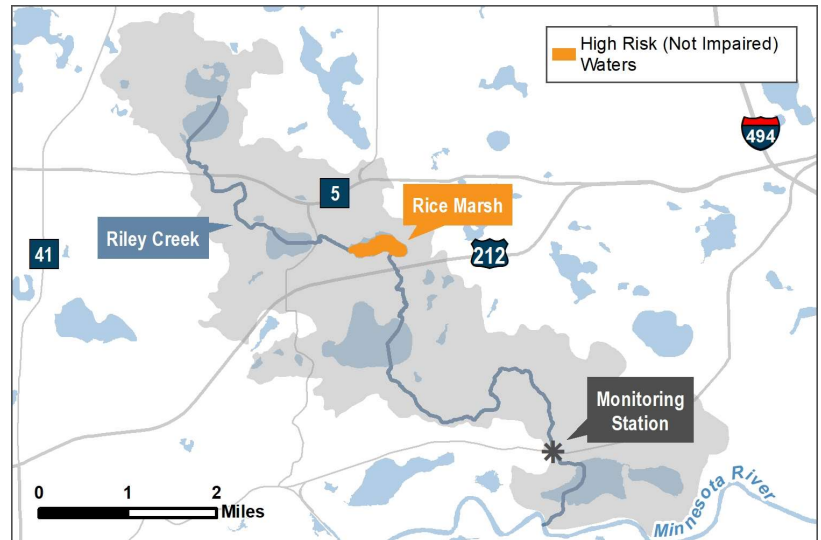 High Risk (Not Impaired)
Waters
494
5
Rice Marsh
Riley Creek
41
212
Monitoring
Station
0 1 2
Miles
Minnesota River